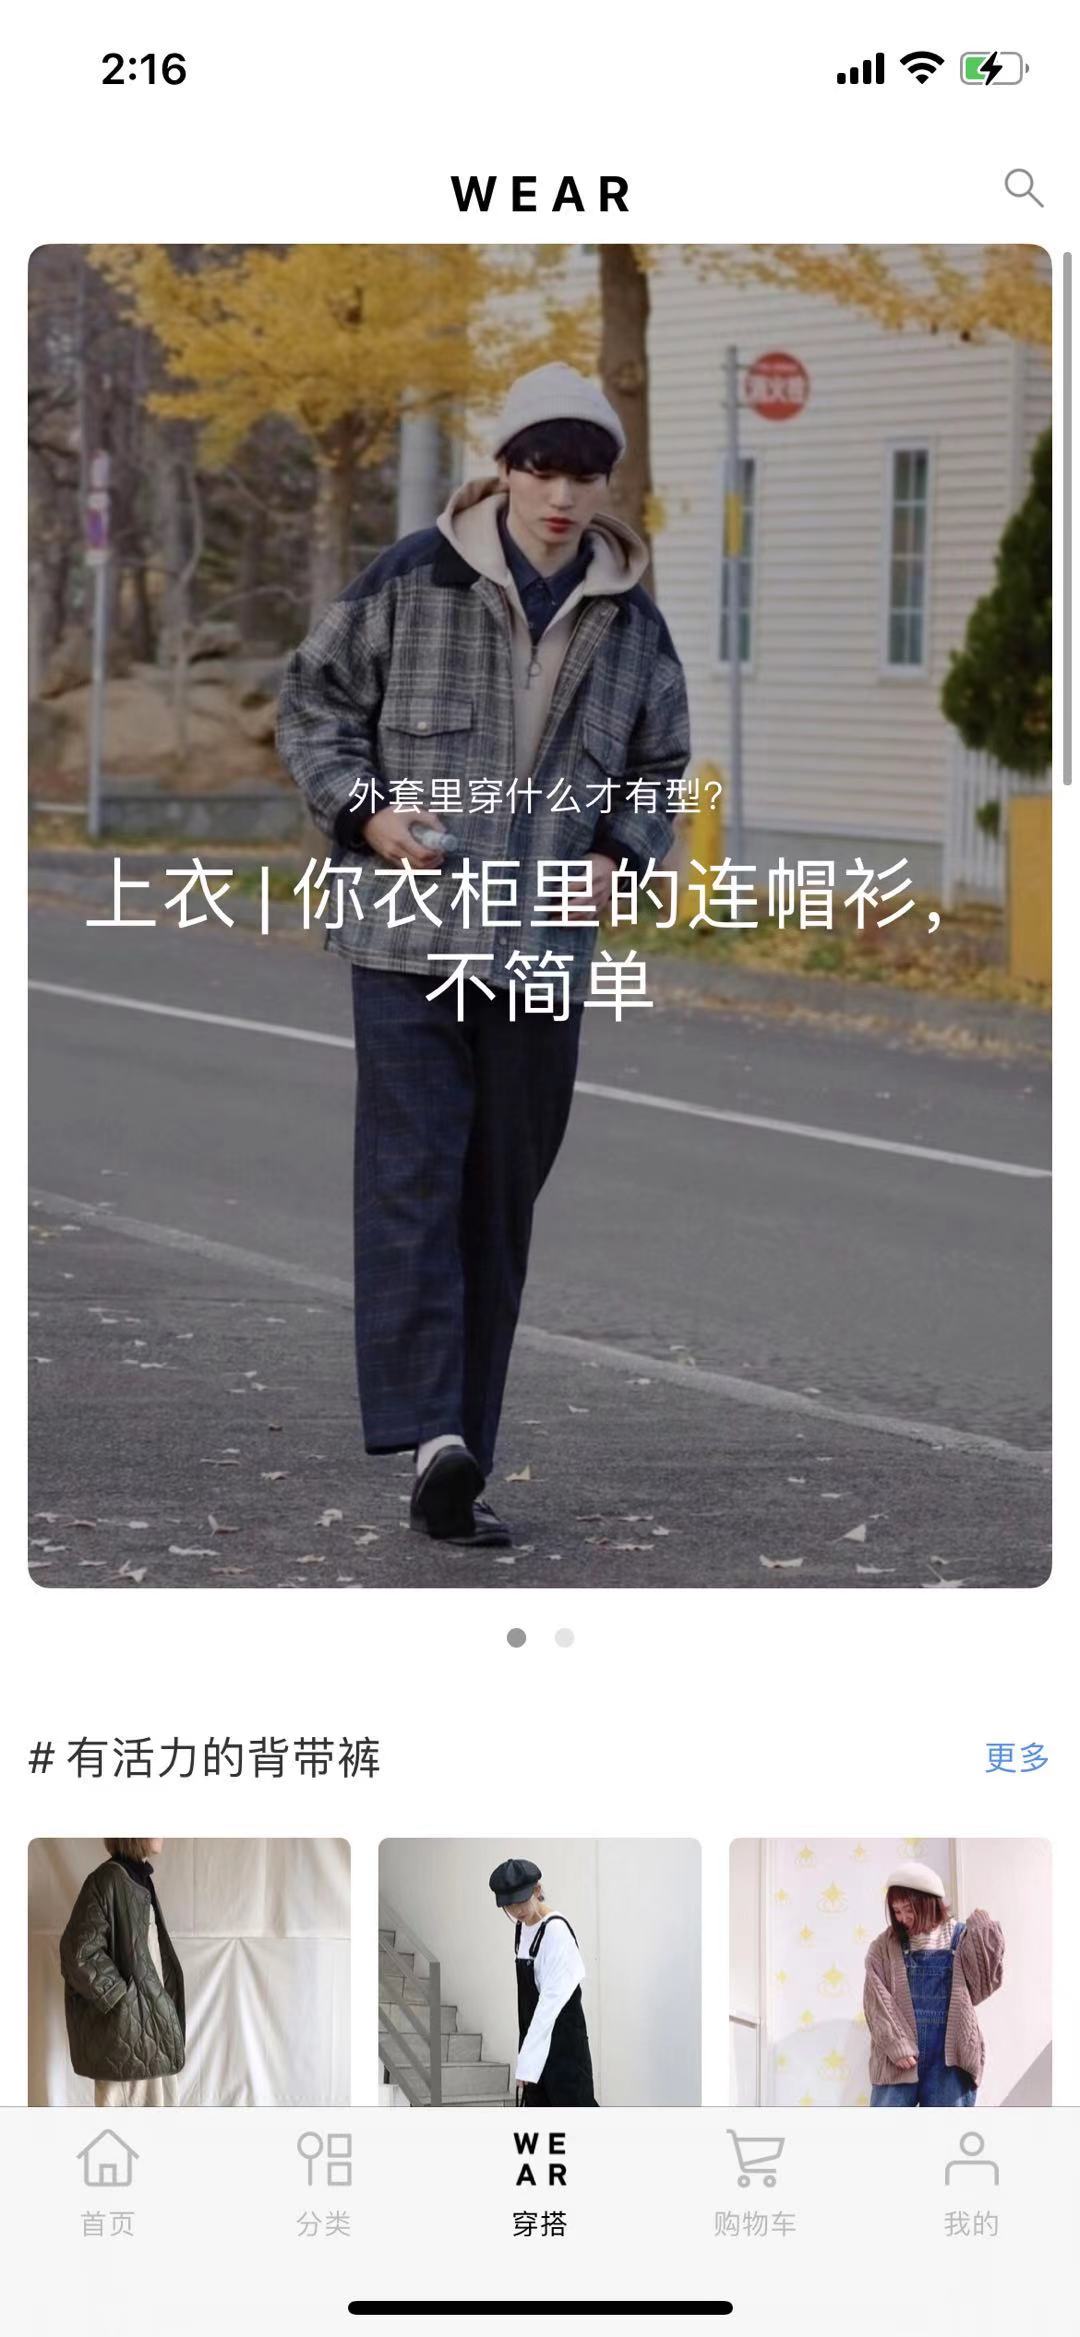 2:16
WEAR
外套里穿什么才有型？
上衣 | 你衣柜里的连帽衫，
不简单
# 有活力的背带裤
更多
WE
AR
首页
分类
穿搭
购物车
我的